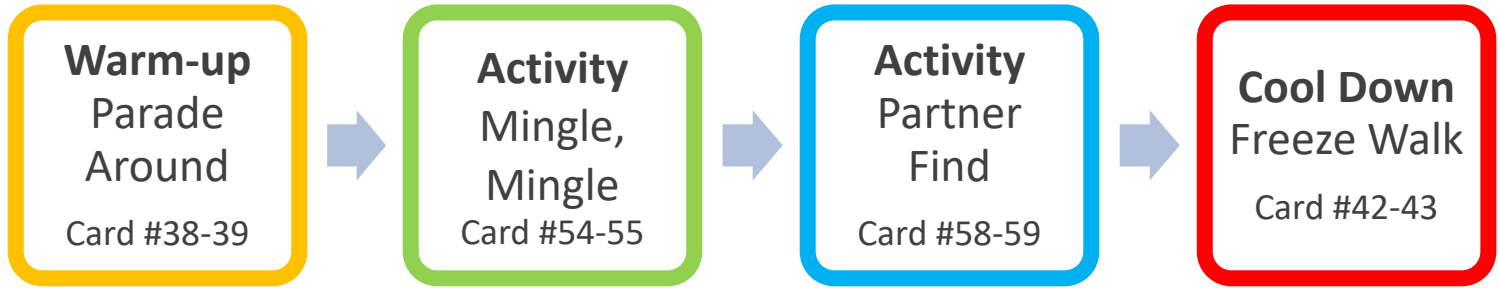 Warm-up
Parade
Around
Card #38-39
Activity
Mingle,
Mingle
Card #54-55
Activity
Partner
Find
Card #58-59
Cool Down
Freeze Walk
Card #42-43